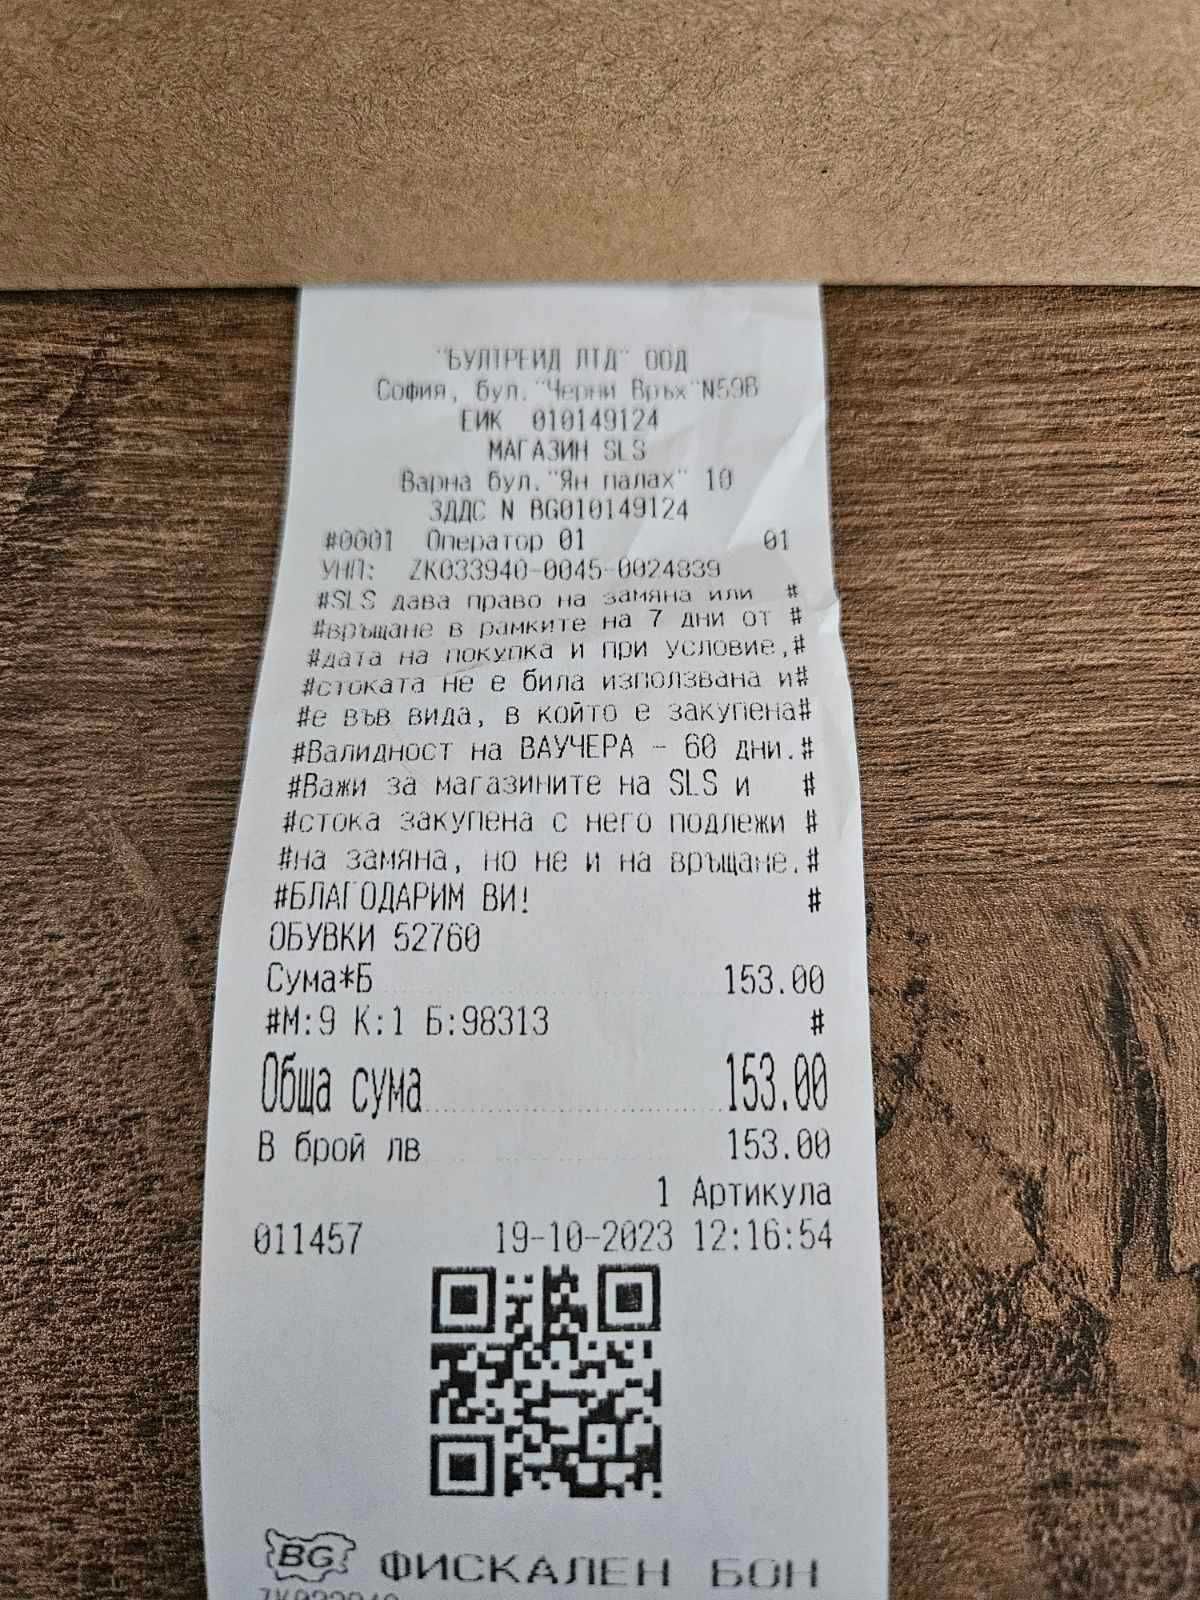 "БУЛТРЕЙД ЛТД" ООД
София, бул."Черни Връх"N59В
ЕИК 010149124
МАГАЗИН SLS
Варна бул."Ян палах" 10
ЗДДС N BG010149124
#0001 Оператор 01 01
УНП: ZK033940-0045-0024839
#SLS дава право на замяна или #
#връщане в рамките на 7 дни от #
#дата на покупка и при условие,#
#стоката не е била използвана и#
#е във вида, в който е закупена#
#Валидност на ВАУЧЕРА - 60 дни.#
#Важи за магазините на SLS и #
#стока закупена с него подлежи #
#на замяна, но не и на връщане.#
#БЛАГОДАРИМ ВИ! #
ОБУВКИ 52760
Сума*Б 153.00
#М:9 К:1 Б:98313 #
Обща сума 153.00
В брой лв 153.00
1 Артикула
011457 19-10-2023 12:16:54
BG ФИСКАЛЕН БОН